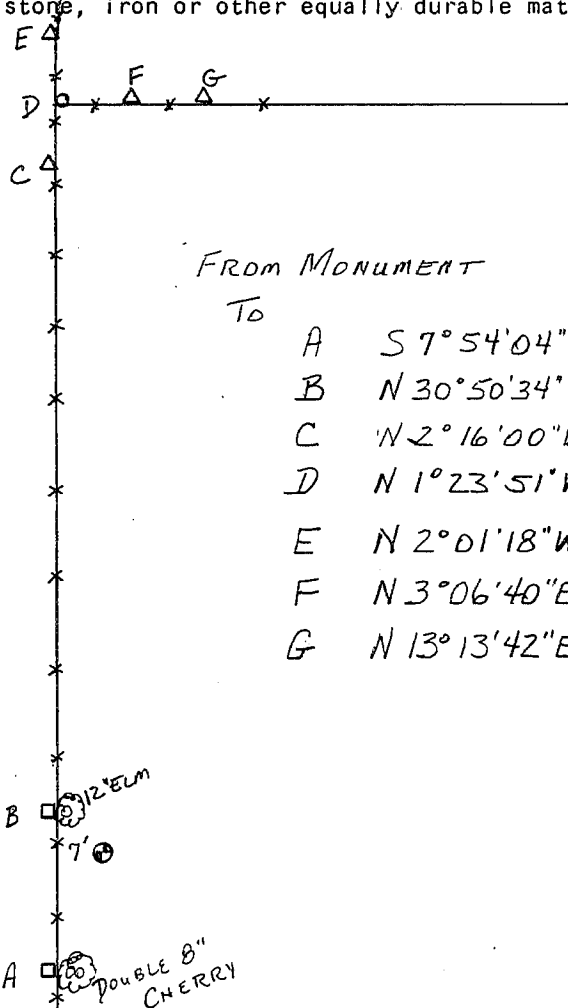 stone, iron or other equally durable mat
E
F G
D
C
FROM MONUMENT
TO
A S 7°54'04"
B N 30°50'34"
C N 2°16'00"
D N 1°23'51"W
E N 2°01'18"W
F N 3°06'40"E
G N 13°13'42"E
12" ELM
B
7'
A DOUBLE 8"
CHERRY